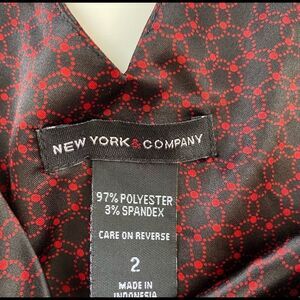 NEW YORK & COMPANY
97% POLYESTER
3% SPANDEX
CARE ON REVERSE
2
MADE IN
INDONESIA